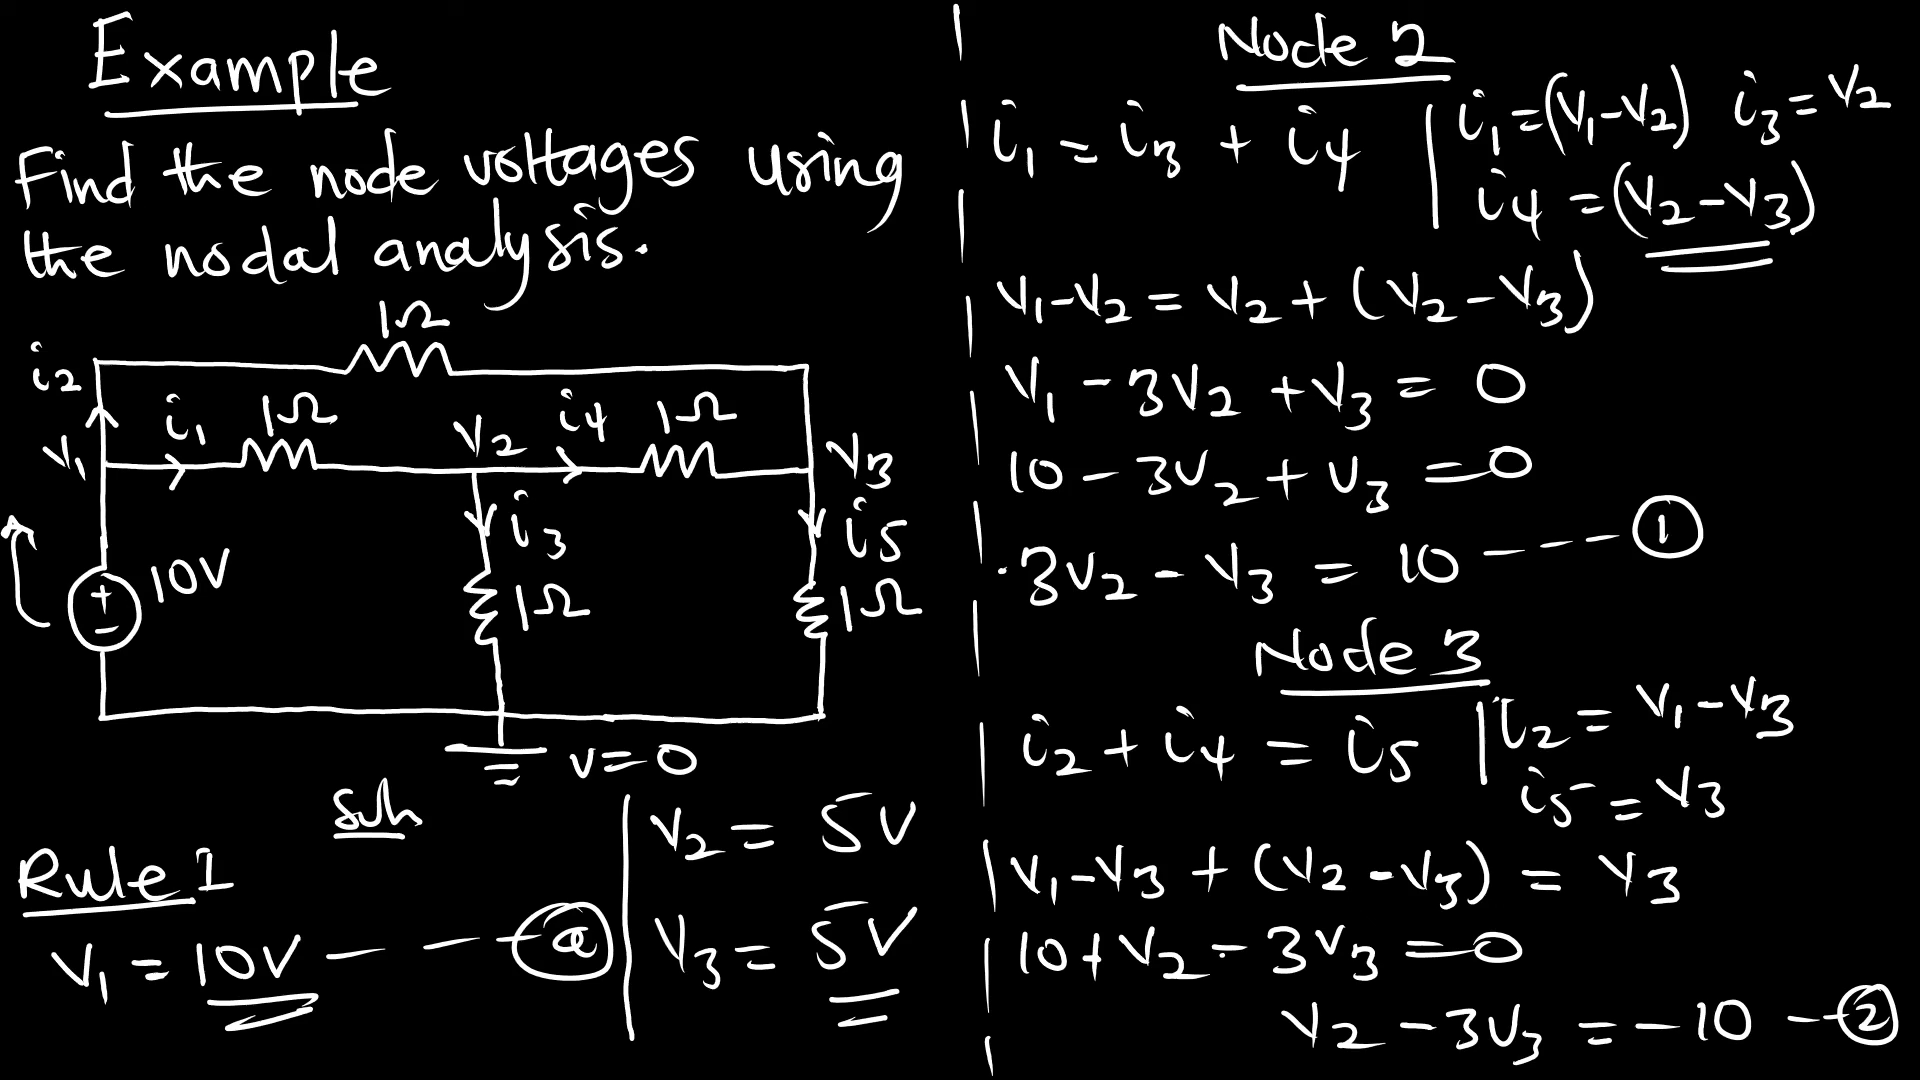 Example
Find the node voltages using
the nodal analysis.
1Ω
i₂
i₁ 1Ω V₂ i₄ 1Ω
V₁ V₃
i₃ i₅
10V 1Ω 1Ω
+
−
V=0
Soln
Rule 1
V₁ = 10V ---- (a)
V₂ = 5V
V₃ = 5V
Node 2
i₁ = i₃ + i₄ | i₁=(V₁-V₂) i₃=V₂
i₄ = (V₂-V₃)
V₁-V₂ = V₂ + (V₂-V₃)
V₁ - 3V₂ + V₃ = 0
10 - 3V₂ + V₃ = 0
3V₂ - V₃ = 10 ---- (1)
Node 3
i₂ + i₄ = i₅ | i₂ = V₁-V₃
i₅ = V₃
V₁-V₃ + (V₂-V₃) = V₃
10+V₂-3V₃=0
V₂-3V₃ = -10 --(2)